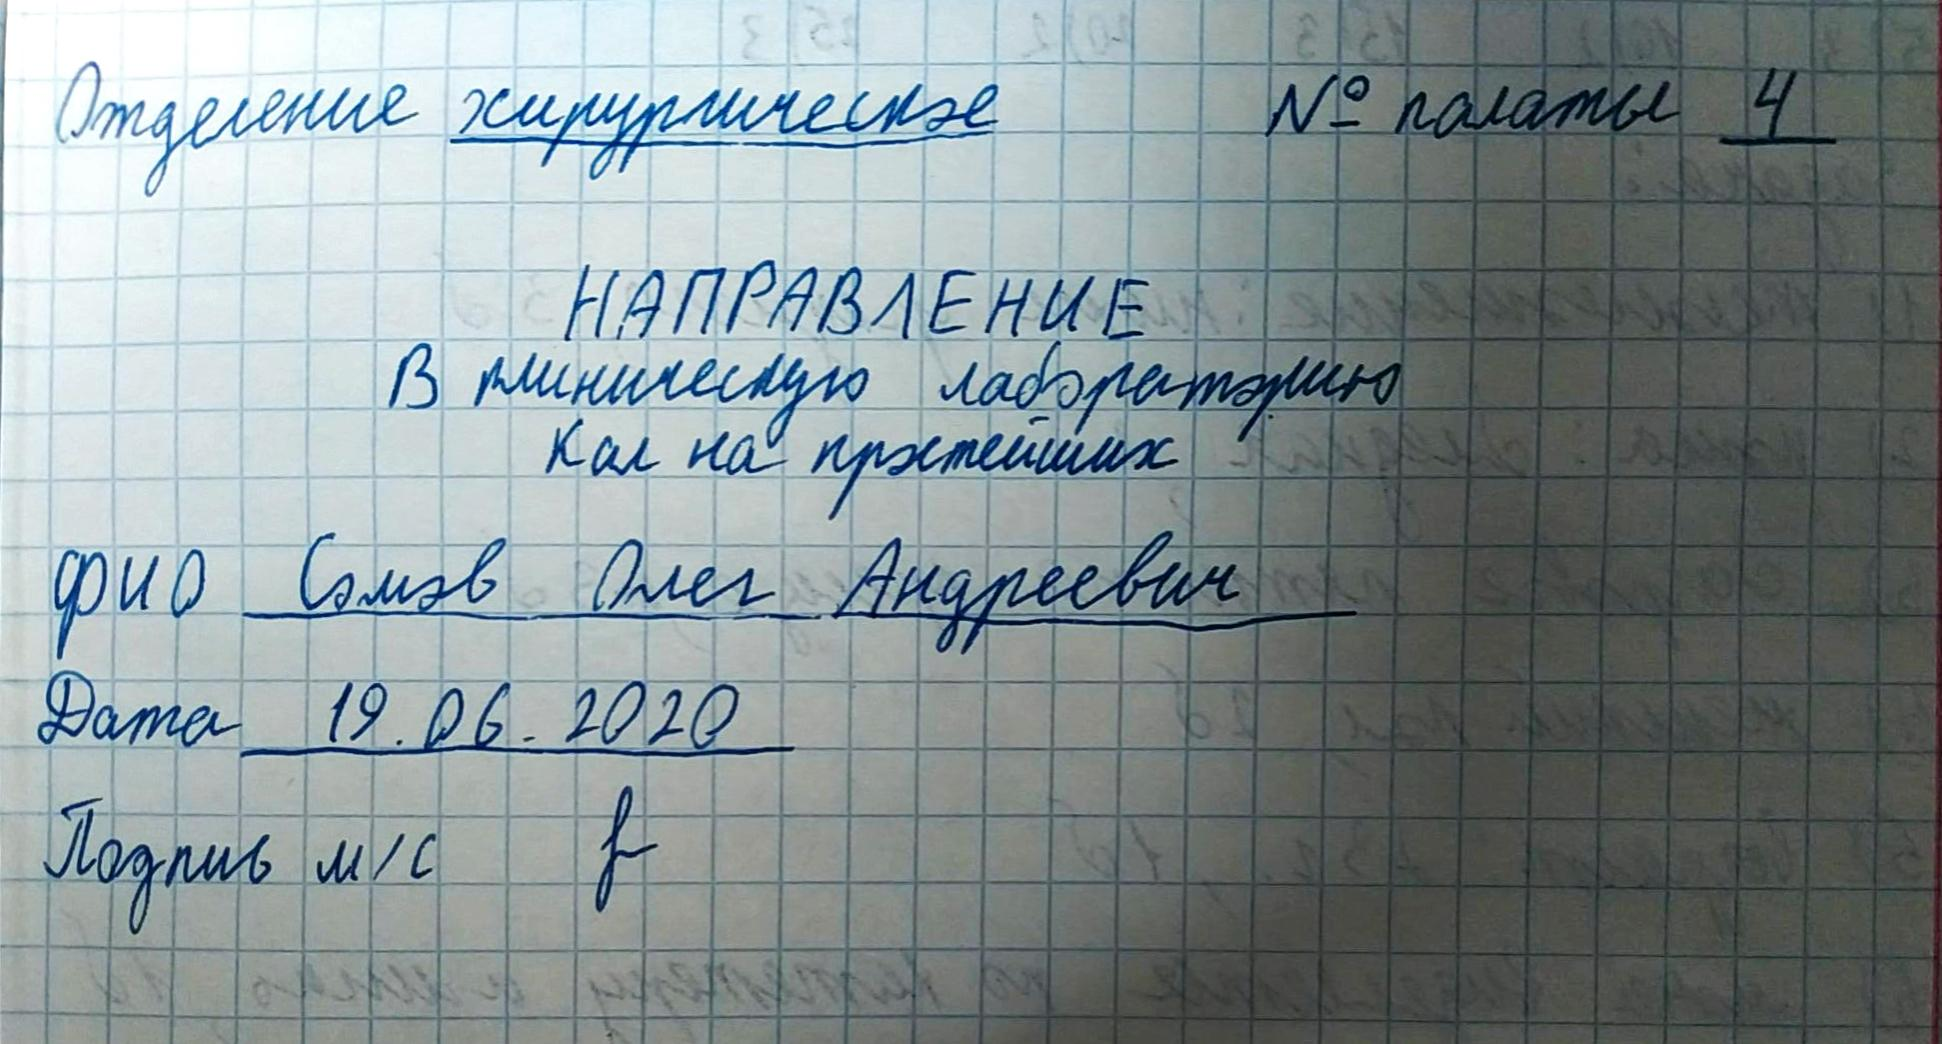 Отделение хирургическое № палаты 4
НАПРАВЛЕНИЕ
В клиническую лабораторию
Кал на простейших
ФИО Сомов Олег Андреевич
Дата 19.06.2020
Подпись м/с